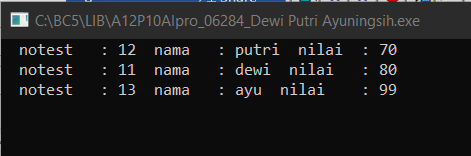 C:\BC5\LIB\A12P10AIpro_06284_Dewi Putri Ayuningsih.exe
notest : 12 nama : putri nilai : 70
notest : 11 nama : dewi nilai : 80
notest : 13 nama : ayu nilai : 99